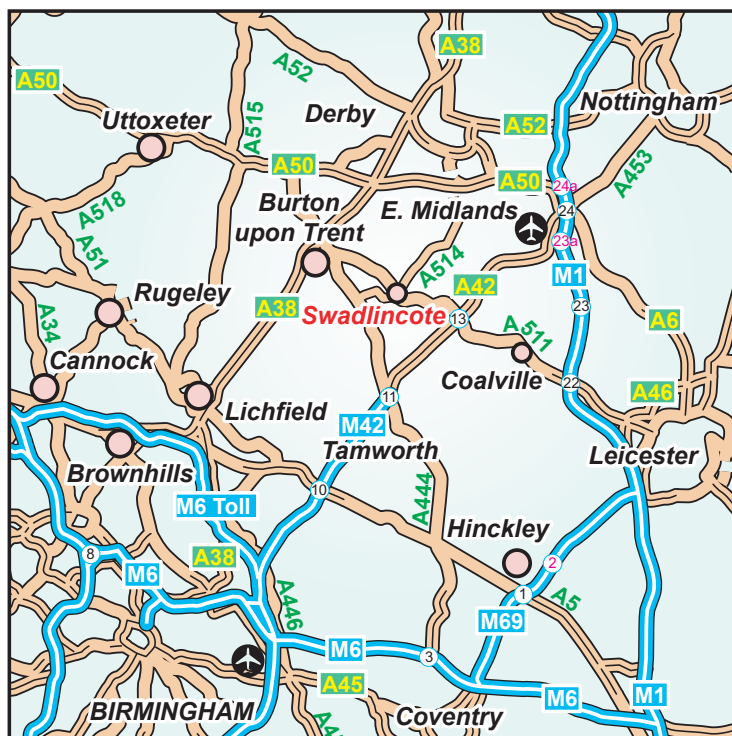 A38
A52
A50
Nottingham
Derby
Uttoxeter
A515
A52
A453
A50
A50
24a
A518
Burton
upon Trent
E. Midlands
24
23a
A51
A514
M1
A42
Rugeley
A38
23
A34
Swadlincote
13
A511
A6
Cannock
Coalville
22
11
A46
Lichfield
M42
Tamworth
Leicester
Brownhills
10
A444
M6 Toll
Hinckley
8
A38
2
M6
A446
1
A5
M69
M6
3
A45
M6
M1
BIRMINGHAM
Coventry